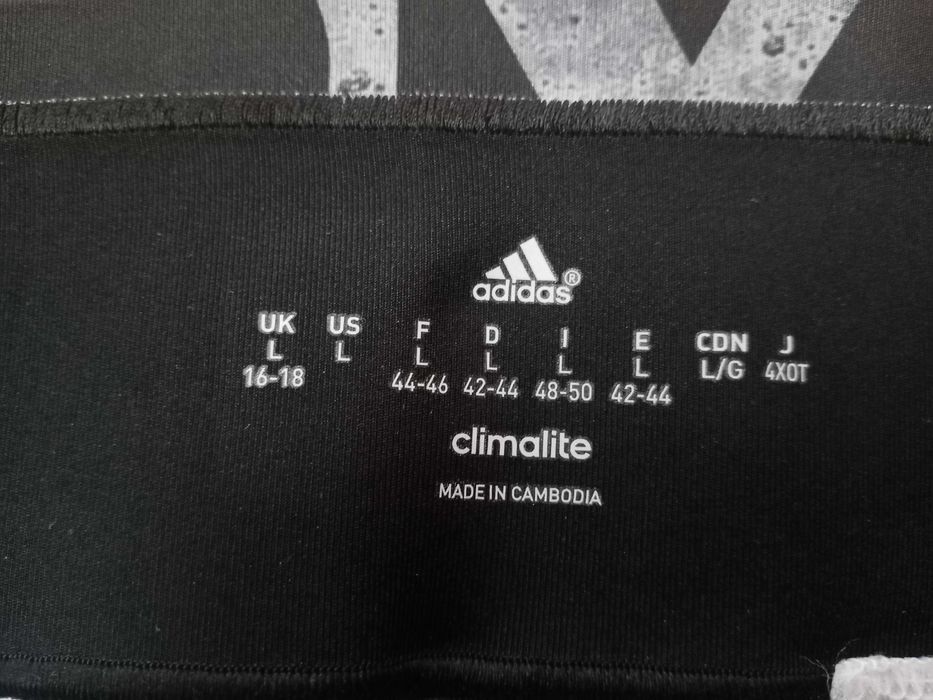 adidas®
UK US F D I E CDN J
L L L L L L L/G 4XOT
16-18 44-46 42-44 48-50 42-44
climalite
MADE IN CAMBODIA